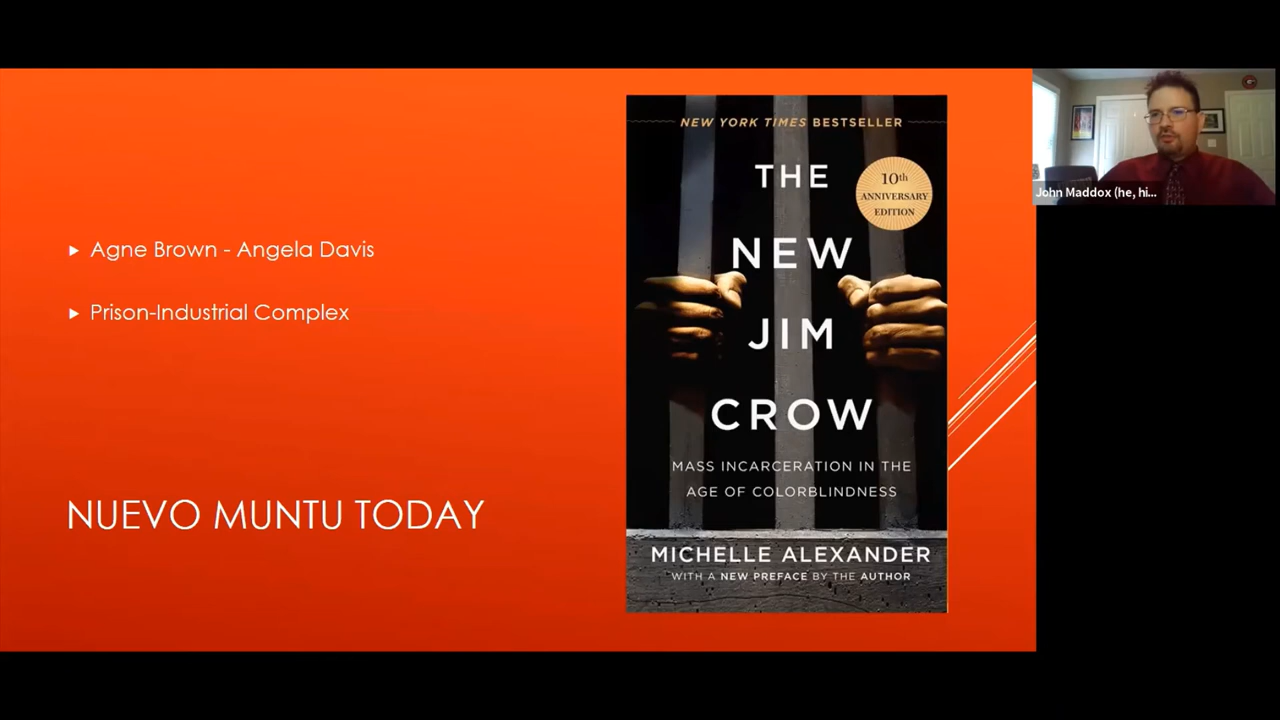 Agne Brown - Angela Davis
Prison-Industrial Complex
NUEVO MUNTU TODAY
NEW YORK TIMES BESTSELLER
THE
10th
ANNIVERSARY
EDITION
NEW
JIM
CROW
MASS INCARCERATION IN THE
AGE OF COLORBLINDNESS
MICHELLE ALEXANDER
WITH A NEW PREFACE BY THE AUTHOR
John Maddox (he, hi...